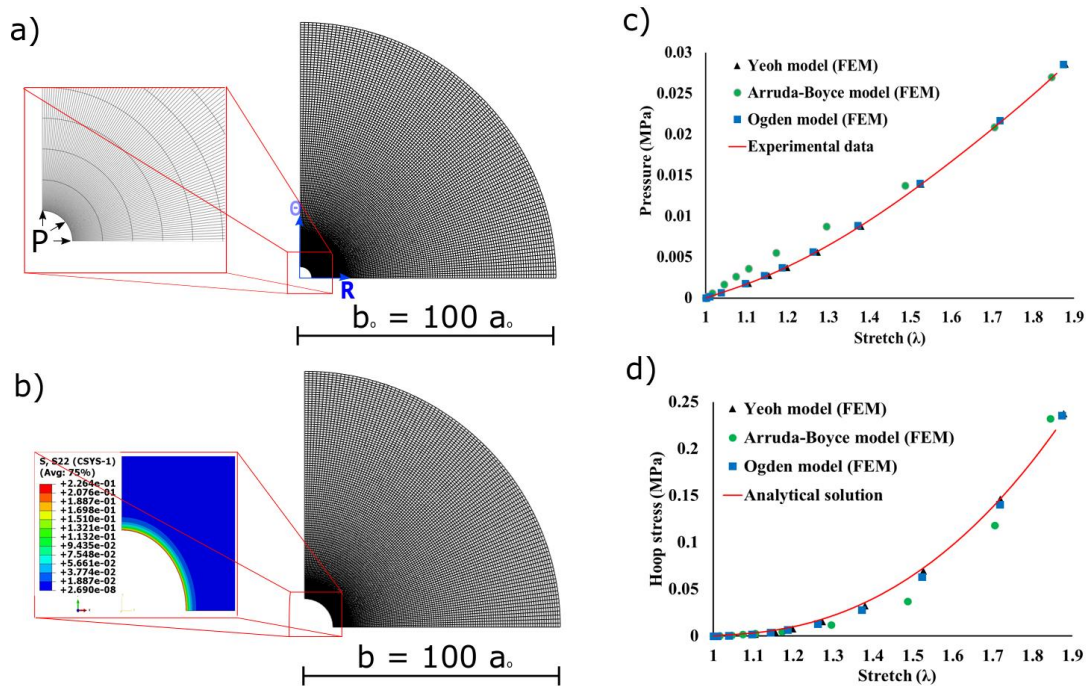 a)
P
Θ
R
b₀ = 100 a₀
b)
S, S22 (CSYS-1)
(Avg: 75%)
+2.264e-01
+2.076e-01
+1.887e-01
+1.698e-01
+1.510e-01
+1.321e-01
+1.132e-01
+9.435e-02
+7.548e-02
+5.661e-02
+3.774e-02
+1.887e-02
+2.690e-08
b = 100 a₀
c)
Yeoh model (FEM)
Arruda-Boyce model (FEM)
Ogden model (FEM)
Experimental data
Pressure (MPa)
0.03
0.025
0.02
0.015
0.01
0.005
0
1 1.1 1.2 1.3 1.4 1.5 1.6 1.7 1.8 1.9
Stretch (λ)
d)
Yeoh model (FEM)
Arruda-Boyce model (FEM)
Ogden model (FEM)
Analytical solution
Hoop stress (MPa)
0.25
0.2
0.15
0.1
0.05
0
1 1.1 1.2 1.3 1.4 1.5 1.6 1.7 1.8 1.9
Stretch (λ)